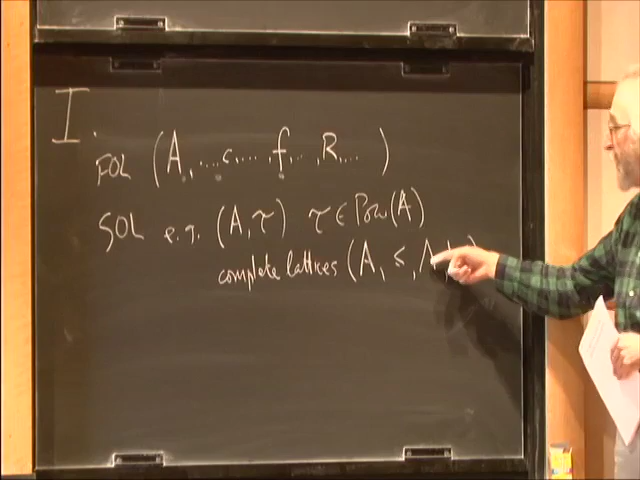 I.
FOL (A, ....c,..., f,.. ,R,... )
SOL e.g. (A, τ) τ ∈ Pow(A)
complete lattices (A, ≤, ⋀,